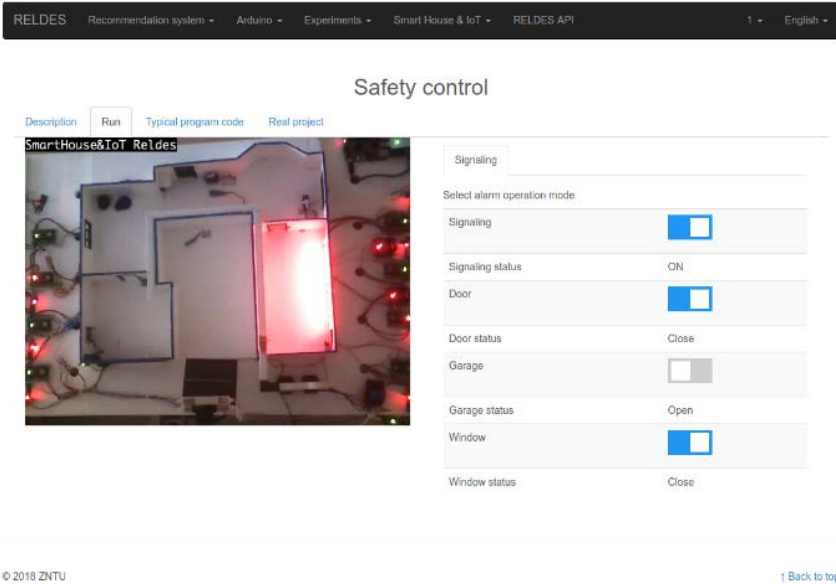 RELDES Recommendation system Arduino Experiments Smart House & IoT RELDES API 1 English
Safety control
Description Run Typical program code Real project
SmartHouse&IoT Reldes
Signaling
Select alarm operation mode
Signaling
Signaling status ON
Door
Door status Close
Garage
Garage status Open
Window
Window status Close
© 2018 ZNTU
↑ Back to top